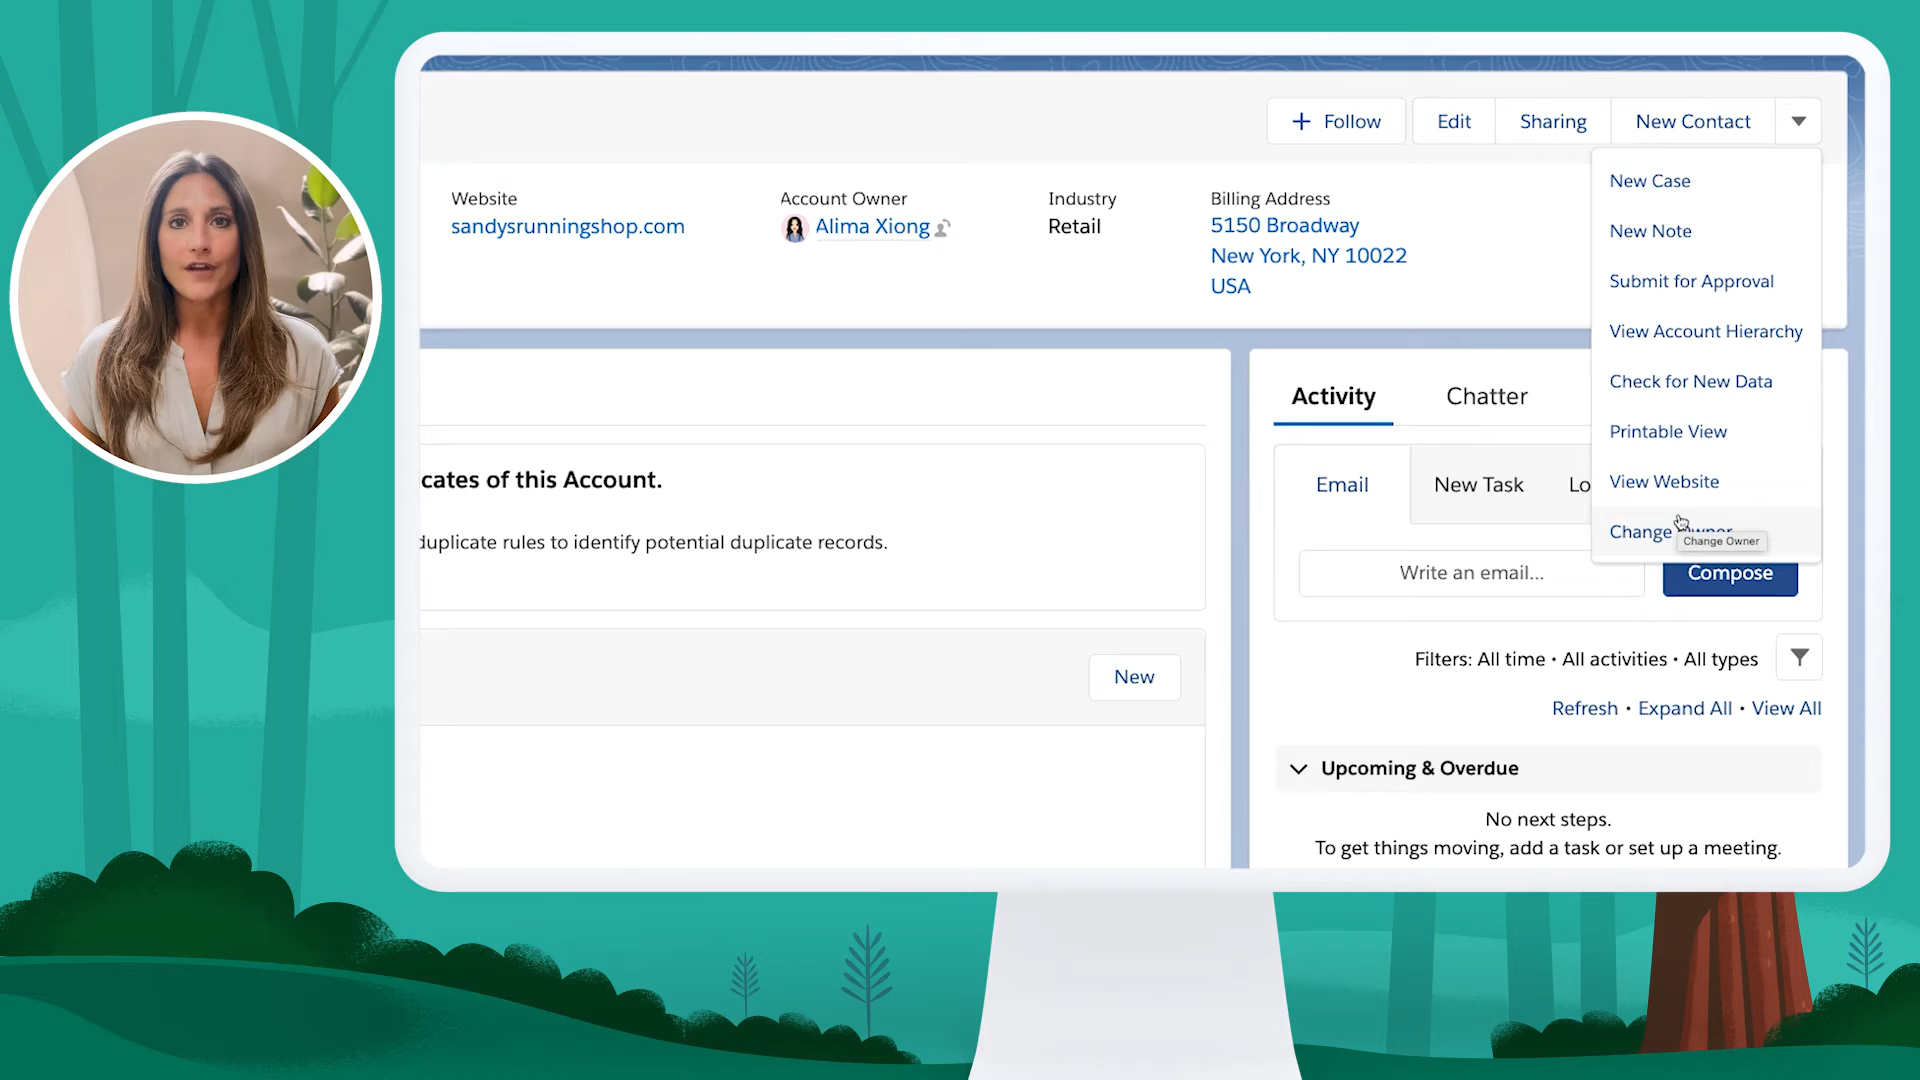 Follow
Edit
Sharing
New Contact
Website
sandysrunningshop.com
Account Owner
Alima Xiong
Industry
Retail
Billing Address
5150 Broadway
New York, NY 10022
USA
New Case
New Note
Submit for Approval
View Account Hierarchy
Check for New Data
Printable View
View Website
Change Owner
Change Owner
cates of this Account.
duplicate rules to identify potential duplicate records.
New
Activity
Chatter
Email
New Task
Lo
Write an email...
Compose
Filters: All time • All activities • All types
Refresh • Expand All • View All
Upcoming & Overdue
No next steps.
To get things moving, add a task or set up a meeting.